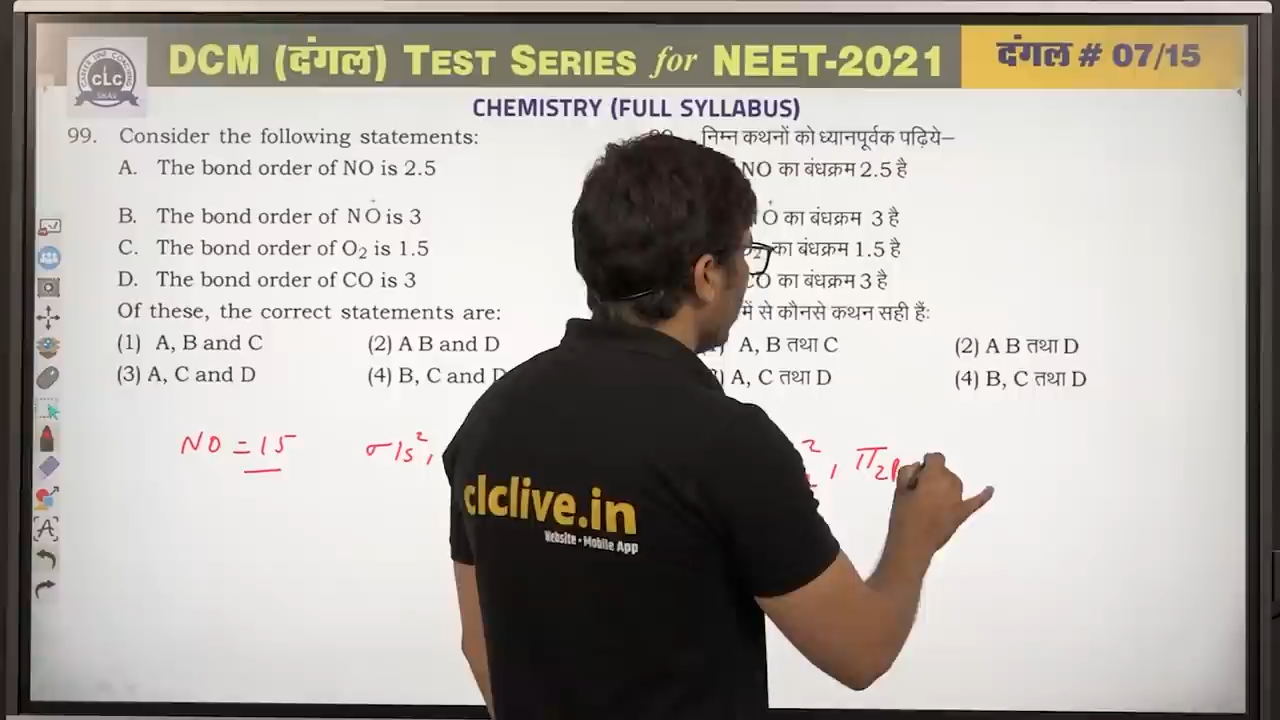 DCM (दंगल) TEST SERIES for NEET-2021
दंगल # 07/15
CLC
CHEMISTRY (FULL SYLLABUS)
99. Consider the following statements:
A. The bond order of NO is 2.5
B. The bond order of NO⁺ is 3
C. The bond order of O₂ is 1.5
D. The bond order of CO is 3
Of these, the correct statements are:
(1) A, B and C (2) A B and D
(3) A, C and D (4) B, C and
निम्न कथनों को ध्यानपूर्वक पढ़िये–
NO का बंधक्रम 2.5 है
O⁺ का बंधक्रम 3 है
का बंधक्रम 1.5 है
CO का बंधक्रम 3 है
में से कौनसे कथन सही हैं:
A, B तथा C (2) A B तथा D
A, C तथा D (4) B, C तथा D
NO = 15 σ1s², , π2p
clclive.in
Website • Mobile App